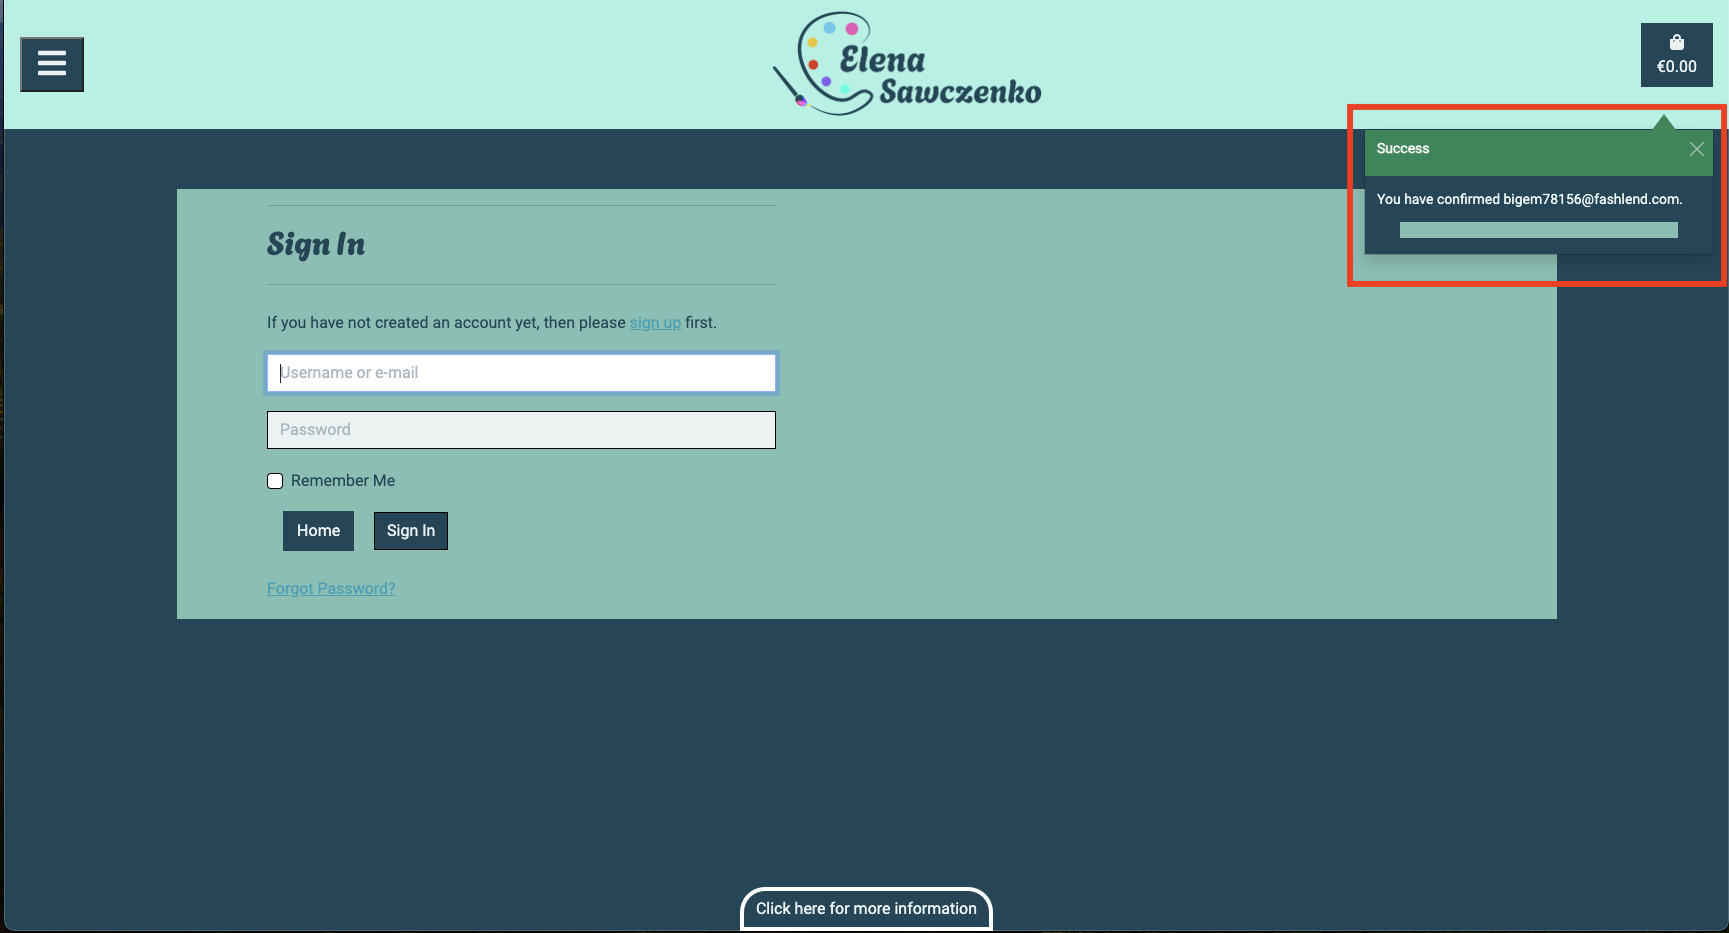 Elena
Sawczenko
€0.00
Success
You have confirmed bigem78156@fashlend.com.
Sign In
If you have not created an account yet, then please sign up first.
Username or e-mail
Password
Remember Me
Home
Sign In
Forgot Password?
Click here for more information